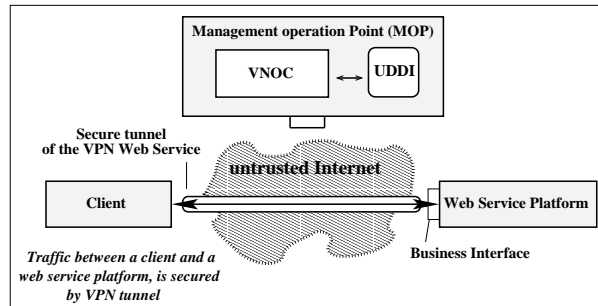 Management operation Point (MOP)
VNOC
UDDI
Secure tunnel
of the VPN Web Service
untrusted Internet
Client
Web Service Platform
Business Interface
Traffic between a client and a
web service platform, is secured
by VPN tunnel